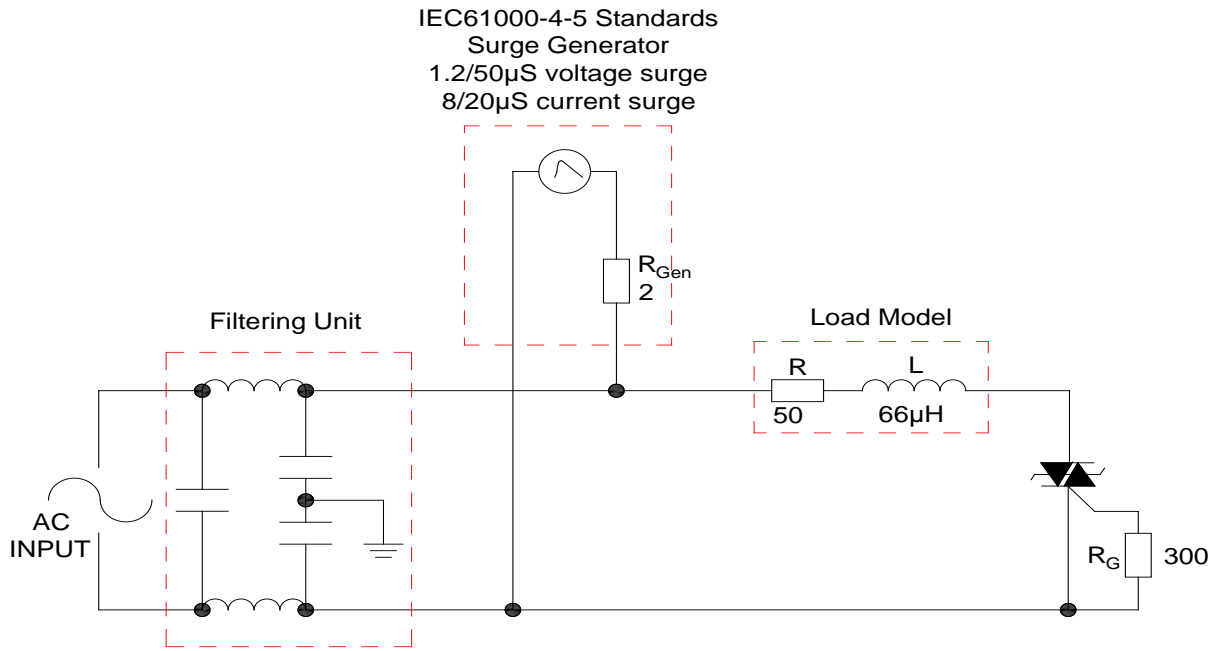 IEC61000-4-5 Standards
Surge Generator
1.2/50µS voltage surge
8/20µS current surge
RGen
2
Filtering Unit
Load Model
R
L
50
66µH
AC
INPUT
RG
300